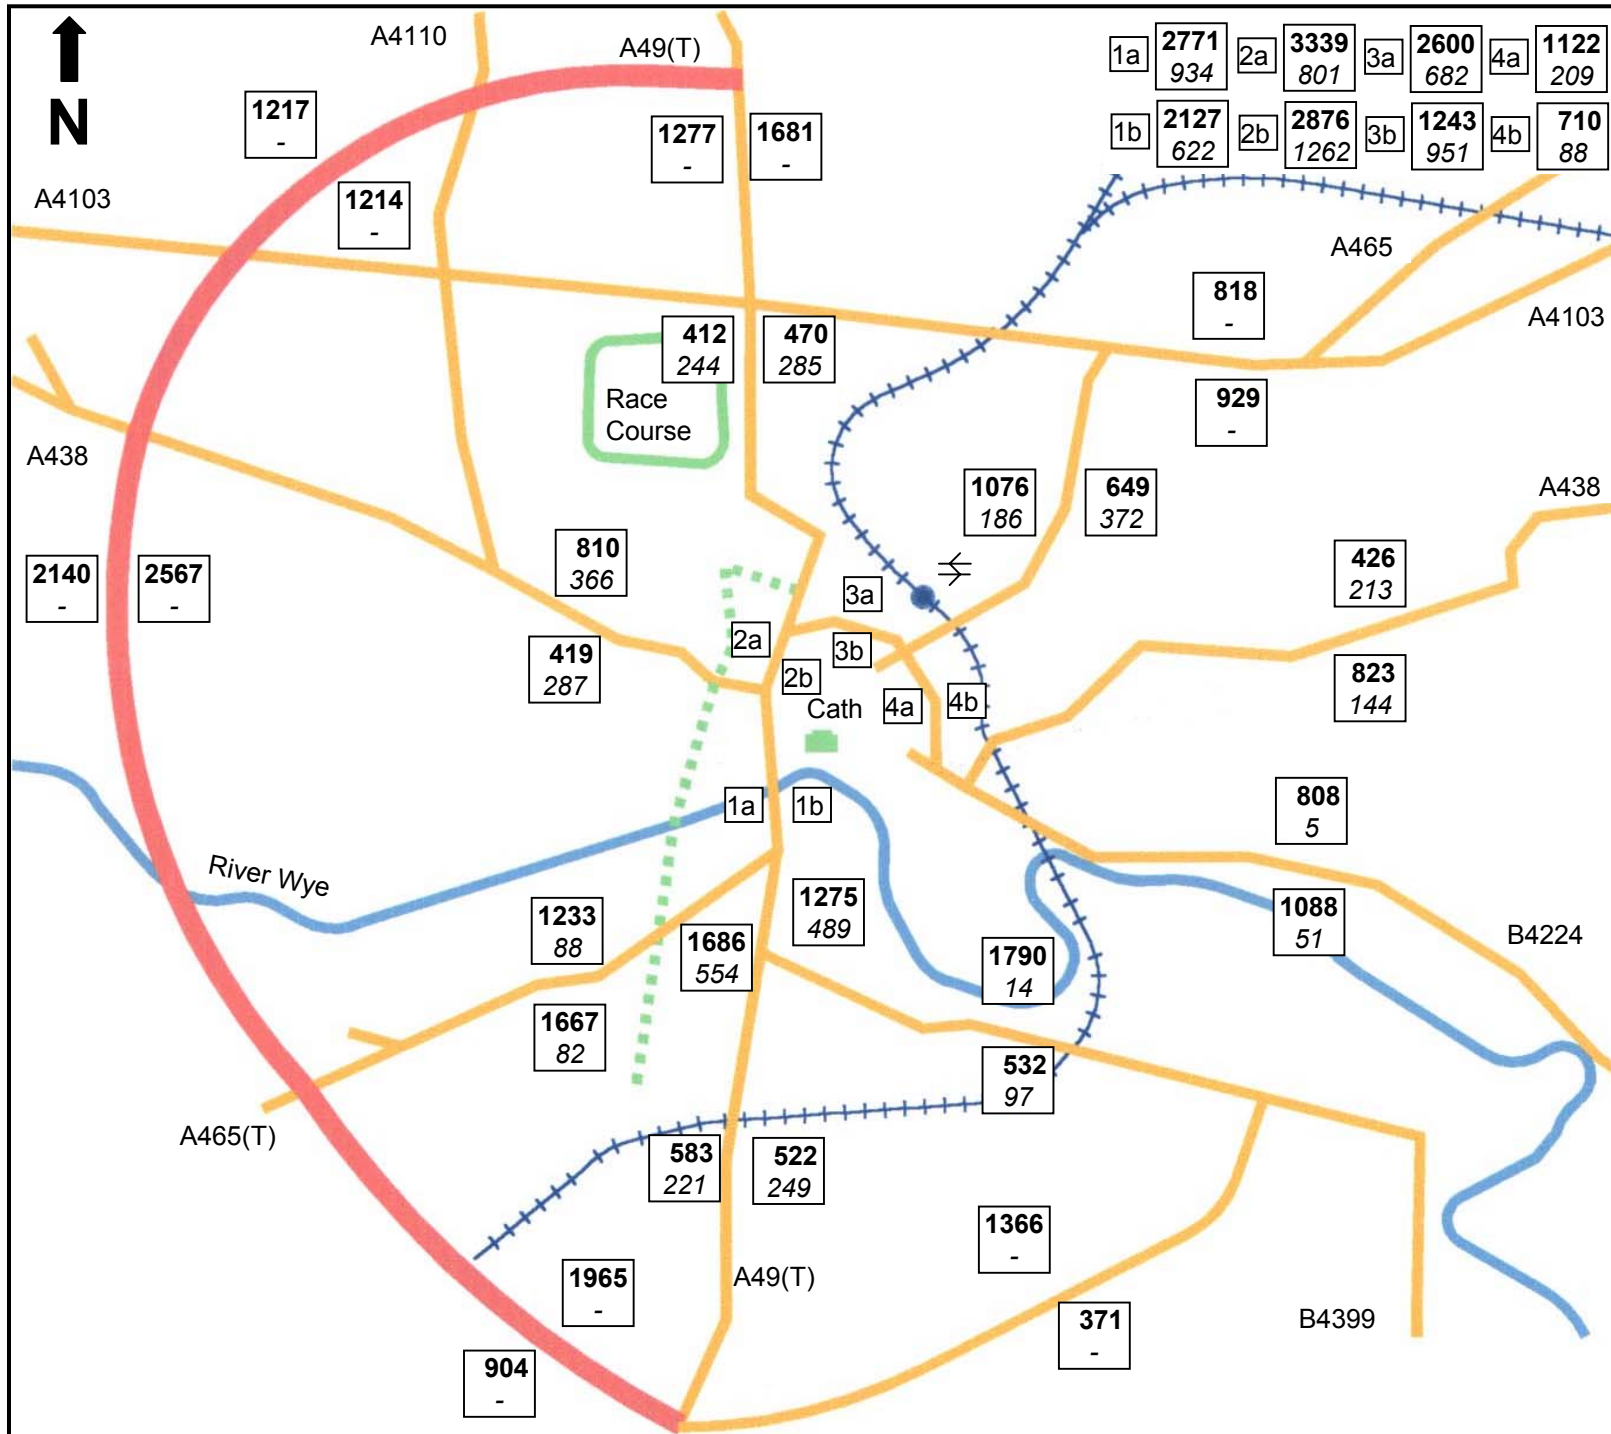 A4110
A49(T)
1a
2771
934
2a
3339
801
3a
2600
682
4a
1122
209
1b
2127
622
2b
2876
1262
3b
1243
951
4b
710
88
N
1217
-
1277
-
1681
-
A4103
1214
-
A465
818
-
A4103
412
244
470
285
Race
Course
929
-
A438
1076
186
649
372
A438
810
366
426
213
2140
-
2567
-
3a
2a
3b
419
287
2b
823
144
Cath
4a
4b
1a
1b
808
5
River Wye
1233
88
1275
489
1088
51
B4224
1686
554
1790
14
1667
82
532
97
A465(T)
583
221
522
249
1366
-
1965
-
A49(T)
371
-
B4399
904
-